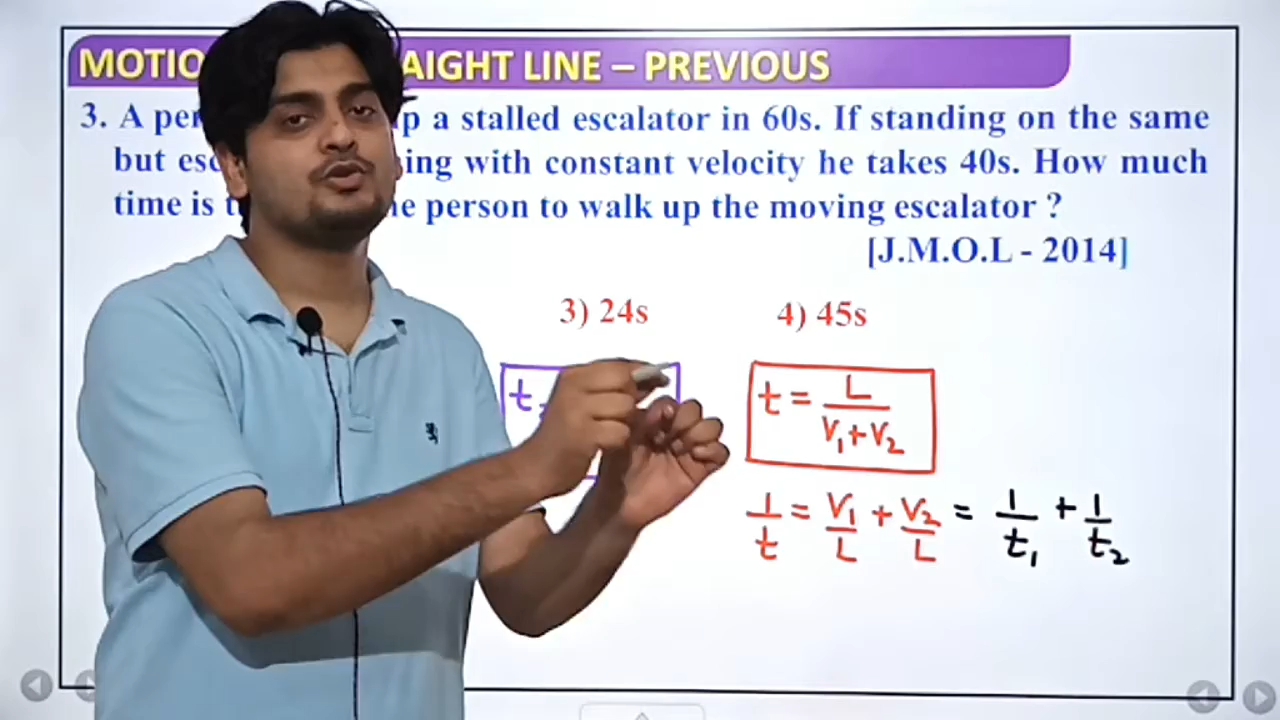 MOTIO AIGHT LINE – PREVIOUS
3. A per p a stalled escalator in 60s. If standing on the same
but esc ing with constant velocity he takes 40s. How much
time is t e person to walk up the moving escalator ?
[J.M.O.L - 2014]
3) 24s 4) 45s
t = t = L / (V₁+V₂)
1/t = V₁/L + V₂/L = 1/t₁ + 1/t₂